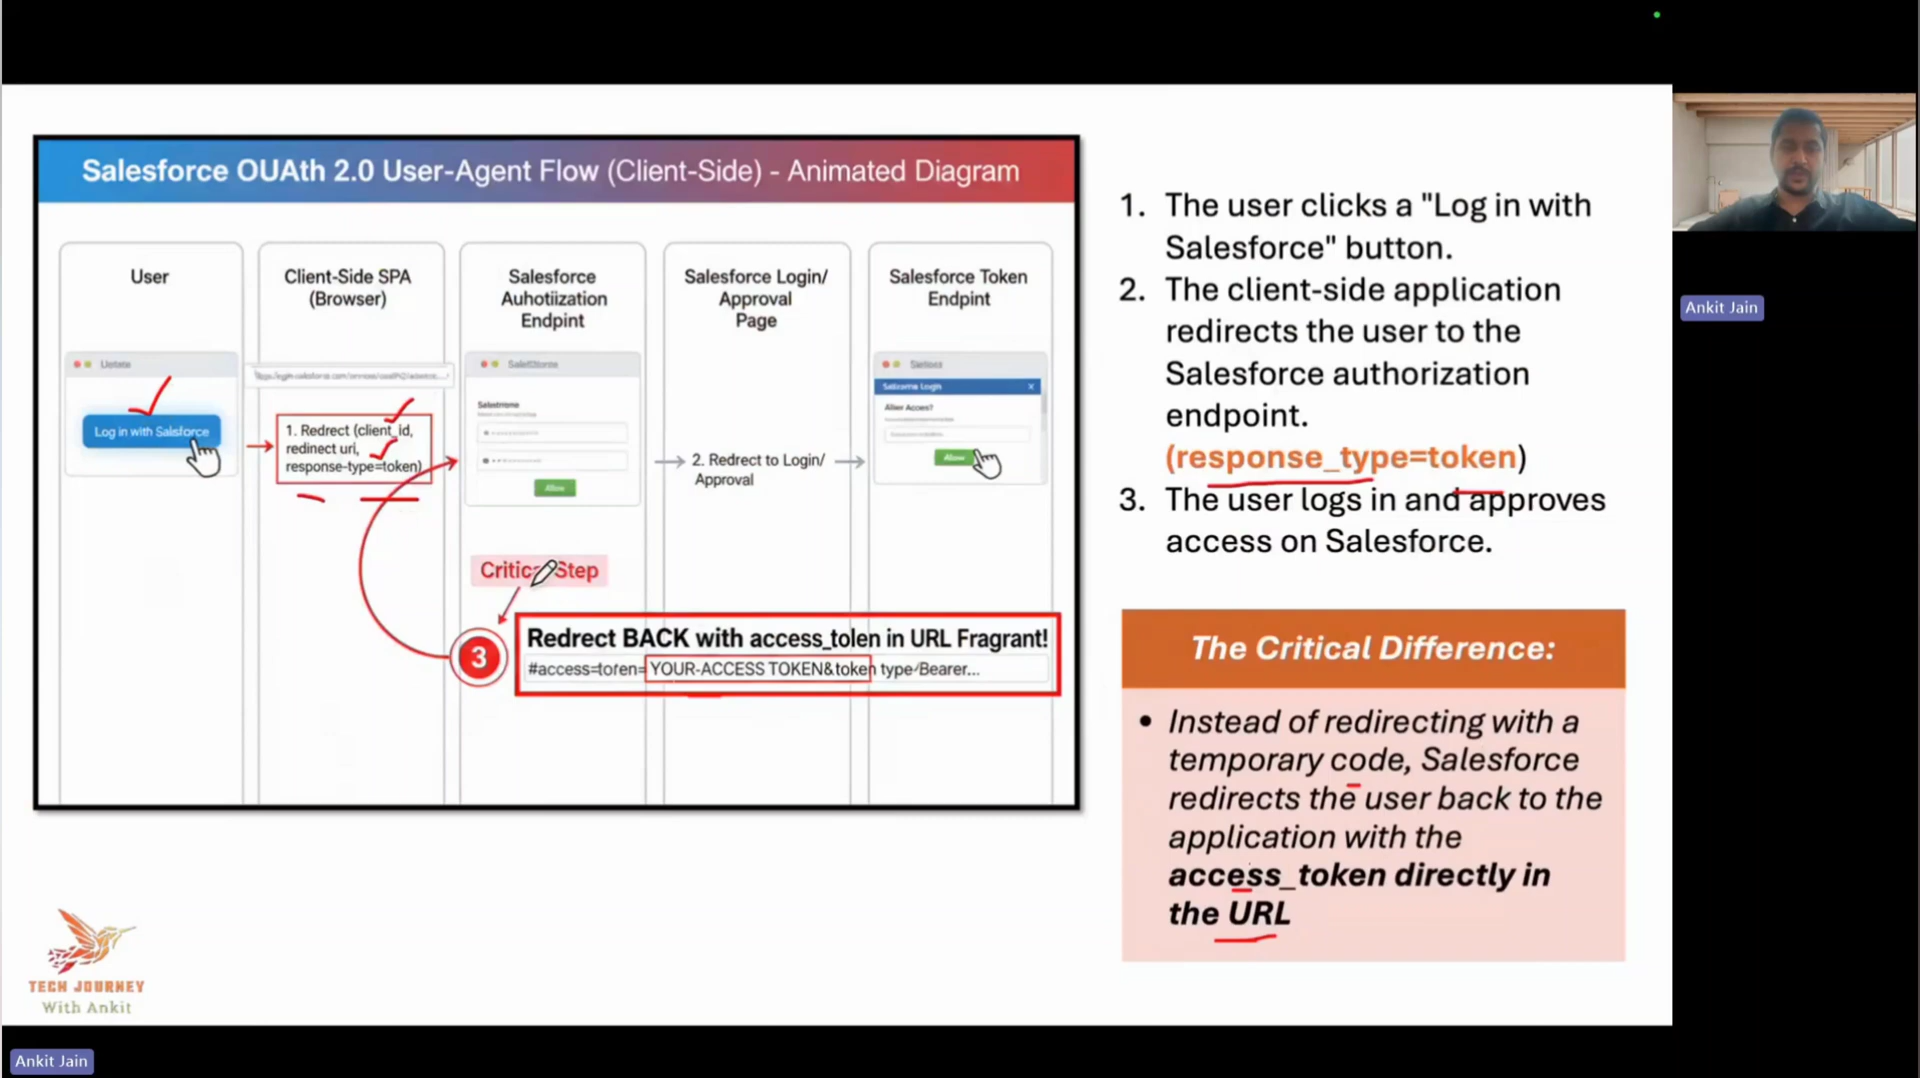 Salesforce OUAth 2.0 User-Agent Flow (Client-Side) - Animated Diagram
User
Client-Side SPA
(Browser)
Salesforce
Auhotiization
Endpint
Salesforce Login/
Approval
Page
Salesforce Token
Endpint
Log in with Salsforce
1. Redrect (client_id,
redinect uri,
response-type=token)
Allow
2. Redirect to Login/
Approval
Allow
Critic Step
3
Redrect BACK with access_tolen in URL Fragrant!
#access=toren= YOUR-ACCESS TOKEN&token type/Bearer...
1. The user clicks a "Log in with
Salesforce" button.
2. The client-side application
redirects the user to the
Salesforce authorization
endpoint.
(response_type=token)
3. The user logs in and approves
access on Salesforce.
The Critical Difference:
• Instead of redirecting with a
temporary code, Salesforce
redirects the user back to the
application with the
access_token directly in
the URL
TECH JOURNEY
With Ankit
Ankit Jain
Ankit Jain